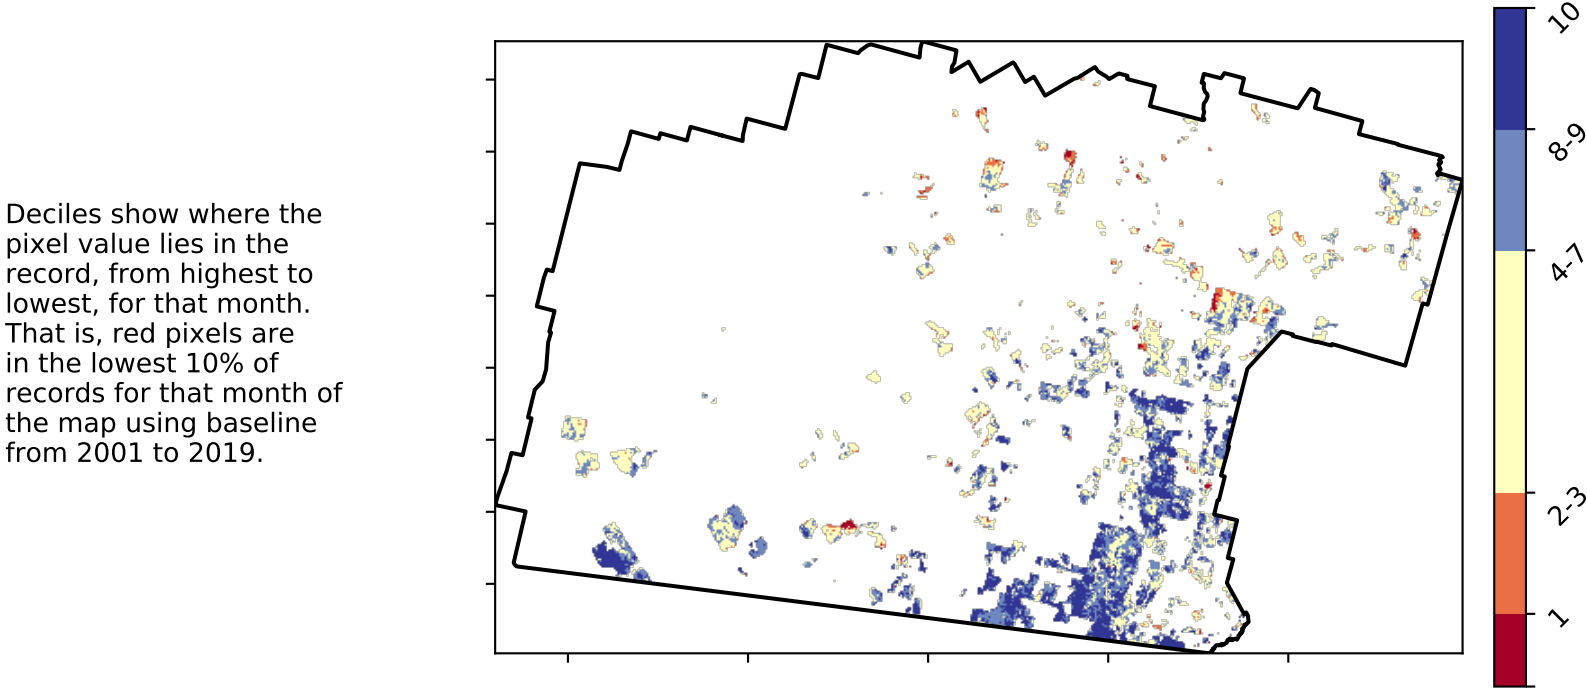 Deciles show where the
pixel value lies in the
record, from highest to
lowest, for that month.
That is, red pixels are
in the lowest 10% of
records for that month of
the map using baseline
from 2001 to 2019.
10
8-9
4-7
2-3
1